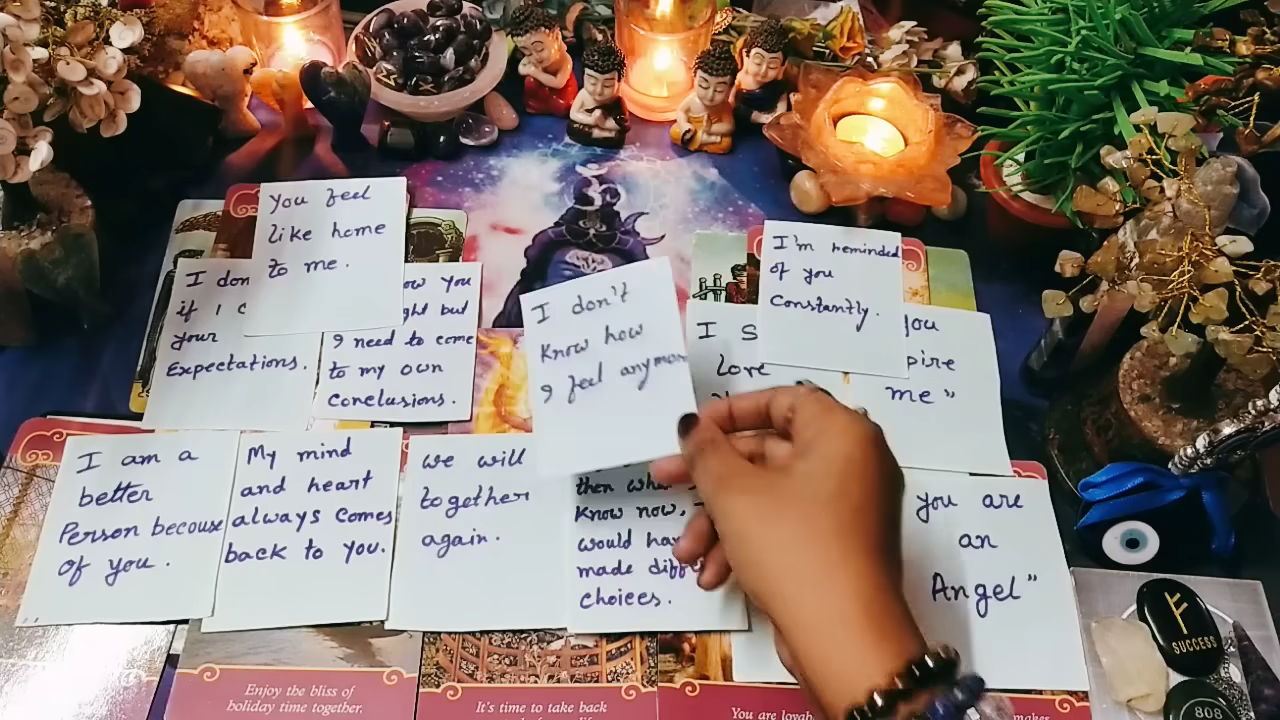 you feel
like home
to me.
I don
if I c
your
Expectations.
ow you
ght but
I need to come
to my own
conclusions.
I don't
Know how
I feel anymore
I'm reminded
of you
Constantly.
I S
Love
you
pire
me"
I am a
better
Person becouse
of you.
My mind
and heart
always comes
back to you.
we will
together
again.
then what
Know now,
would have
made diff
choices.
you are
an
Angel"
Enjoy the bliss of
holiday time together.
It's time to take back
You are lovab
makes
SUCCESS
808